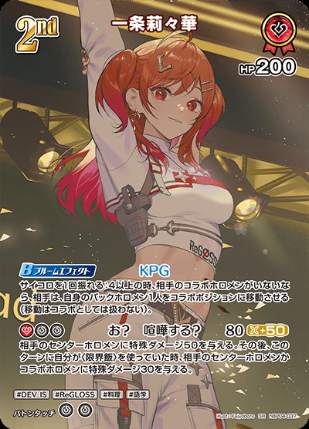 2nd
一条莉々華
HP200
ReGLOSS
ブルームエフェクト
KPG
サイコロを1回振れる：4以上の時、相手のコラボホロメンがいないな
ら、相手は、自身のバックホロメン1人をコラボポジションに移動させる
(移動はコラボとしては扱わない)。
お？ 喧嘩する？ 80 +50
相手のセンターホロメンに特殊ダメージ50を与える。その後、この
ターンに自分が〈限界飯〉を使っていた時、相手のセンターホロメンか
コラボホロメンに特殊ダメージ30を与える。
#DEV_IS #ReGLOSS #料理 #語学
バトンタッチ